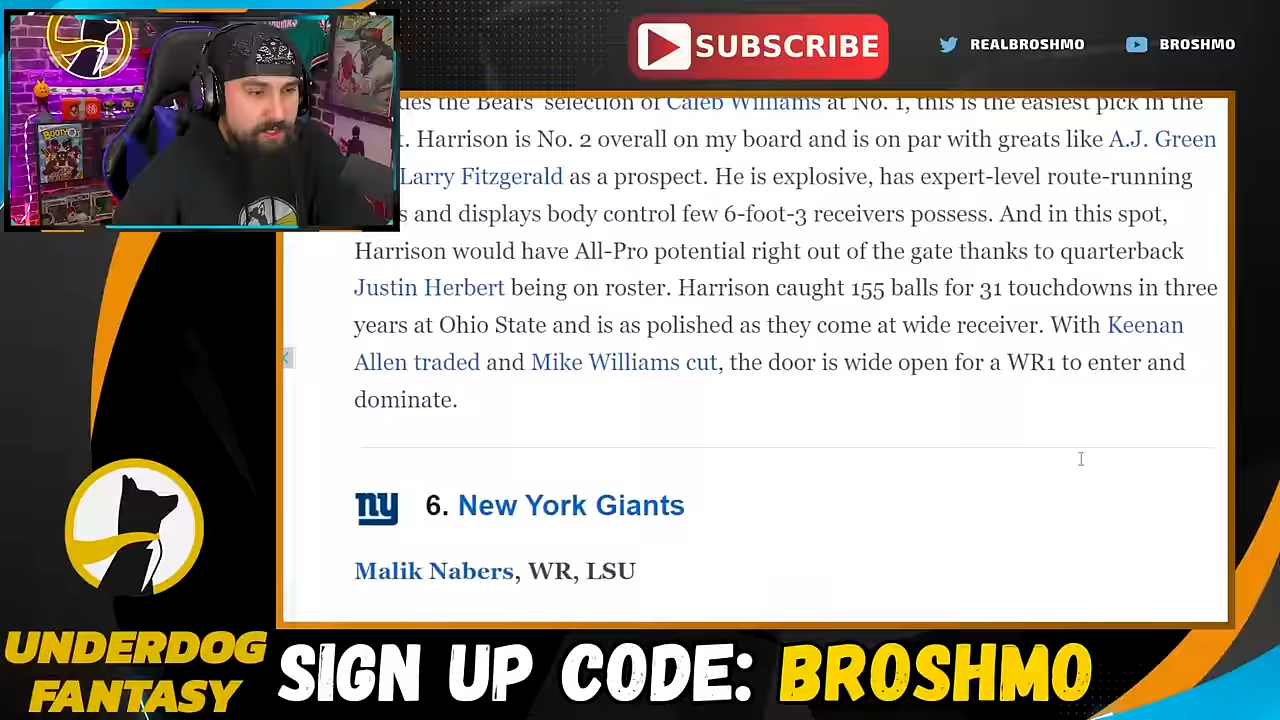 SUBSCRIBE
REALBROSHMO
BROSHMO
des the Bears' selection of Caleb Williams at No. 1, this is the easiest pick in the
t. Harrison is No. 2 overall on my board and is on par with greats like A.J. Green
Larry Fitzgerald as a prospect. He is explosive, has expert-level route-running
s and displays body control few 6-foot-3 receivers possess. And in this spot,
Harrison would have All-Pro potential right out of the gate thanks to quarterback
Justin Herbert being on roster. Harrison caught 155 balls for 31 touchdowns in three
years at Ohio State and is as polished as they come at wide receiver. With Keenan
Allen traded and Mike Williams cut, the door is wide open for a WR1 to enter and
dominate.
ny 6. New York Giants
Malik Nabers, WR, LSU
BOOTYO's
UNDERDOG
FANTASY
SIGN UP CODE: BROSHMO